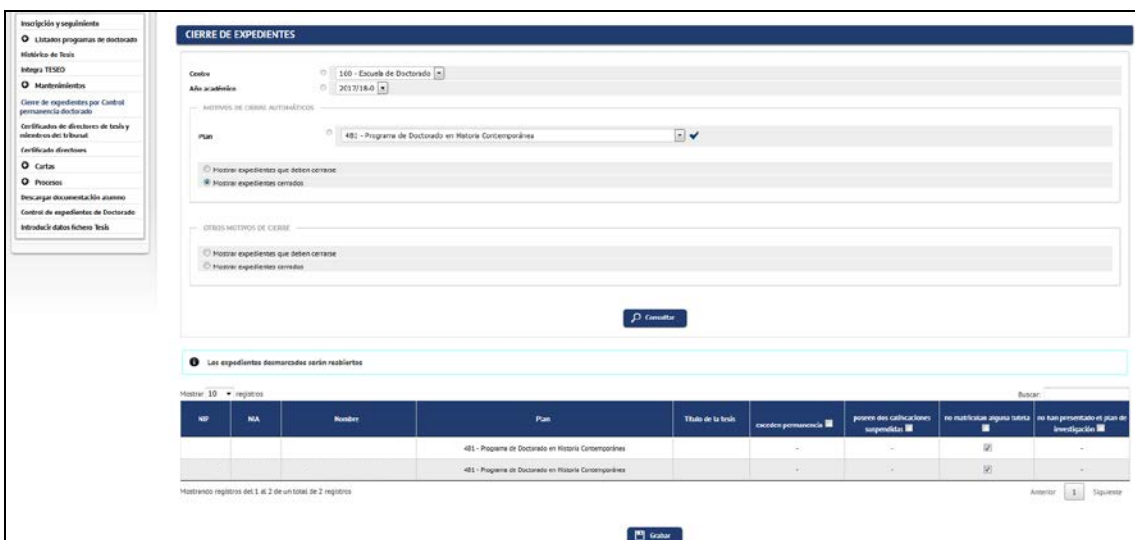 Inscripción y seguimiento
Listados programas de doctorado
Histórico de Tesis
Integra TESEO
Mantenimientos
Cierre de expedientes por Control
permanencia doctorado
Certificados de directores de tesis y
miembros del tribunal
Certificado directores
Cartas
Procesos
Descargar documentación alumno
Control de expedientes de Doctorado
Introducir datos fichero Tesis
CIERRE DE EXPEDIENTES
Centro 160 - Escuela de Doctorado
Año académico 2017/18-0
MOTIVOS DE CIERRE AUTOMÁTICOS
Plan 481 - Programa de Doctorado en Historia Contemporánea
Mostrar expedientes que deben cerrarse
Mostrar expedientes cerrados
OTROS MOTIVOS DE CIERRE
Mostrar expedientes que deben cerrarse
Mostrar expedientes cerrados
Consultar
Los expedientes desmarcados serán reabiertos
Mostrar 10 registros Buscar:
NIF NIA Nombre Plan Título de la tesis exceden permanencia poseen dos calificaciones suspendidas no matriculan alguna tutela no han presentado el plan de investigación
481 - Programa de Doctorado en Historia Contemporánea - - -
481 - Programa de Doctorado en Historia Contemporánea - - -
Mostrando registros del 1 al 2 de un total de 2 registros Anterior 1 Siguiente
Grabar